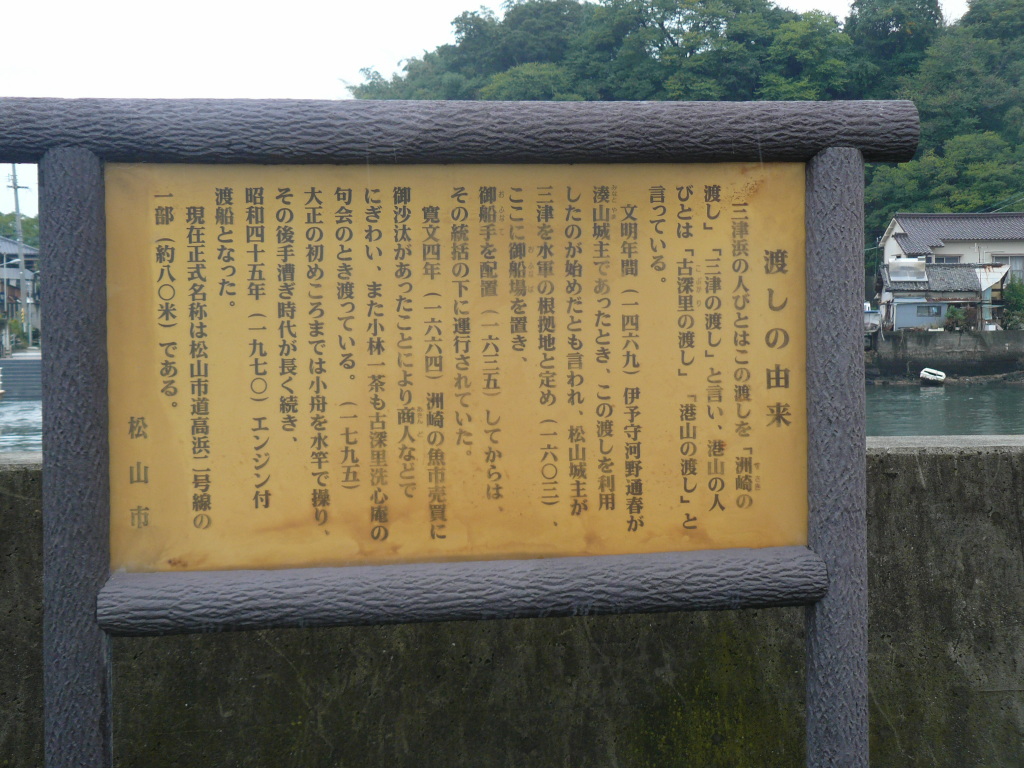 渡しの由来
三津浜の人びとはこの渡しを「洲崎の
渡し」「三津の渡し」と言い、港山の人
びとは「古深里の渡し」「港山の渡し」と
言っている。
文明年間(一四六九)伊予守河野通春が
湊山城主であったとき、この渡しを利用
したのが始めだとも言われ、松山城主が
三津を水軍の根拠地と定め(一六〇三)、
ここに御船場を置き、
御船手を配置(一六三五)してからは、
その統括の下に運行されていた。
寛文四年(一六六四)洲崎の魚市売買に
御沙汰があったことにより商人などで
にぎわい、また小林一茶も古深里洗心庵の
句会のとき渡っている。(一七九五)
大正の初めころまでは小舟を水竿で操り、
その後手漕ぎ時代が長く続き、
昭和四十五年(一九七〇)エンジン付
渡船となった。
現在正式名称は松山市道高浜二号線の
一部(約八〇米)である。
松山市